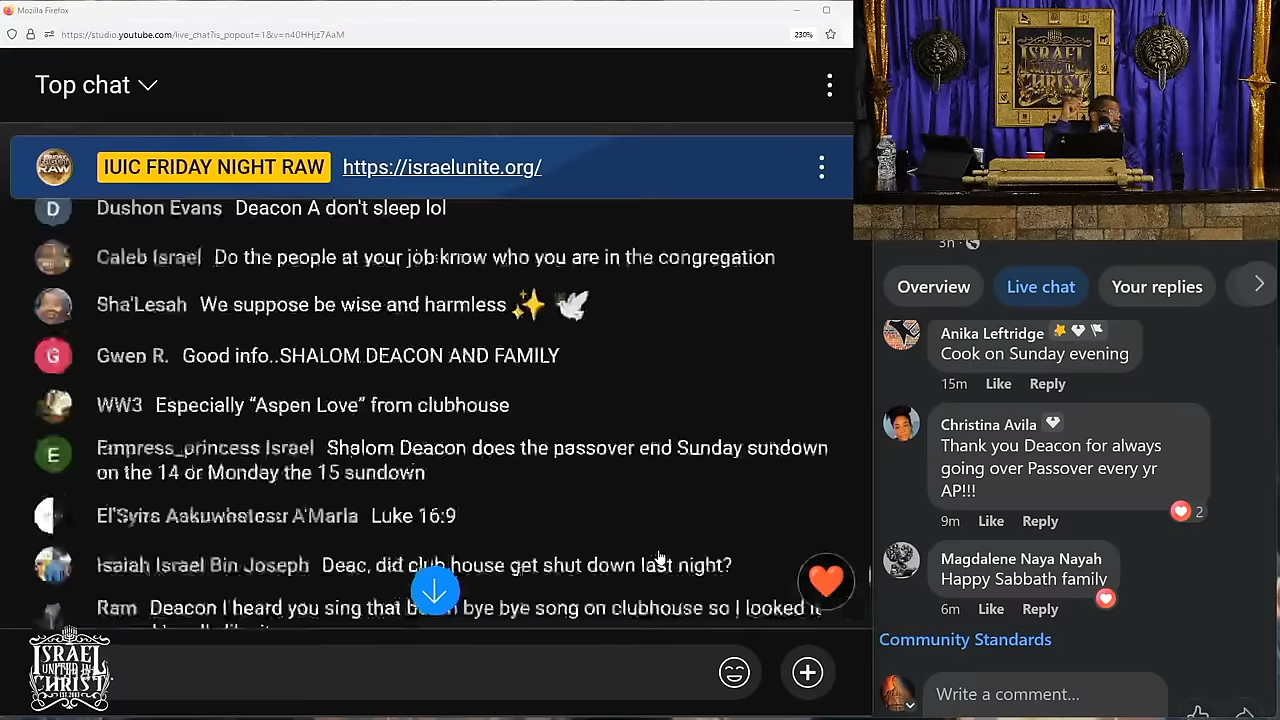 Mozilla Firefox
https://studio.youtube.com/live_chat?is_popout=1&v=n40HHjz7AaM
230%
Top chat
IUIC FRIDAY NIGHT RAW https://israelunite.org/
D Dushon Evans Deacon A don't sleep lol
Caleb Israel Do the people at your job know who you are in the congregation
Sha'Lesah We suppose be wise and harmless ✨ 🕊
G Gwen R. Good info..SHALOM DEACON AND FAMILY
WW3 Especially “Aspen Love” from clubhouse
E Empress_princess Israel Shalom Deacon does the passover end Sunday sundown
on the 14 or Monday the 15 sundown
A'Marla Luke 16:9
Isaiah Israel Bin Joseph Deac, did club house get shut down last night?
Ram Deacon I heard you sing that bye bye song on clubhouse so I looked it
ISRAEL
UNITED IN
CHRIST
EST 2003
ISRAEL
UNITED IN
CHRIST
3h
Overview Live chat Your replies
Anika Leftridge
Cook on Sunday evening
15m Like Reply
Christina Avila
Thank you Deacon for always
going over Passover every yr
AP!!!
2
9m Like Reply
Magdalene Naya Nayah
Happy Sabbath family
6m Like Reply
Community Standards
Write a comment...